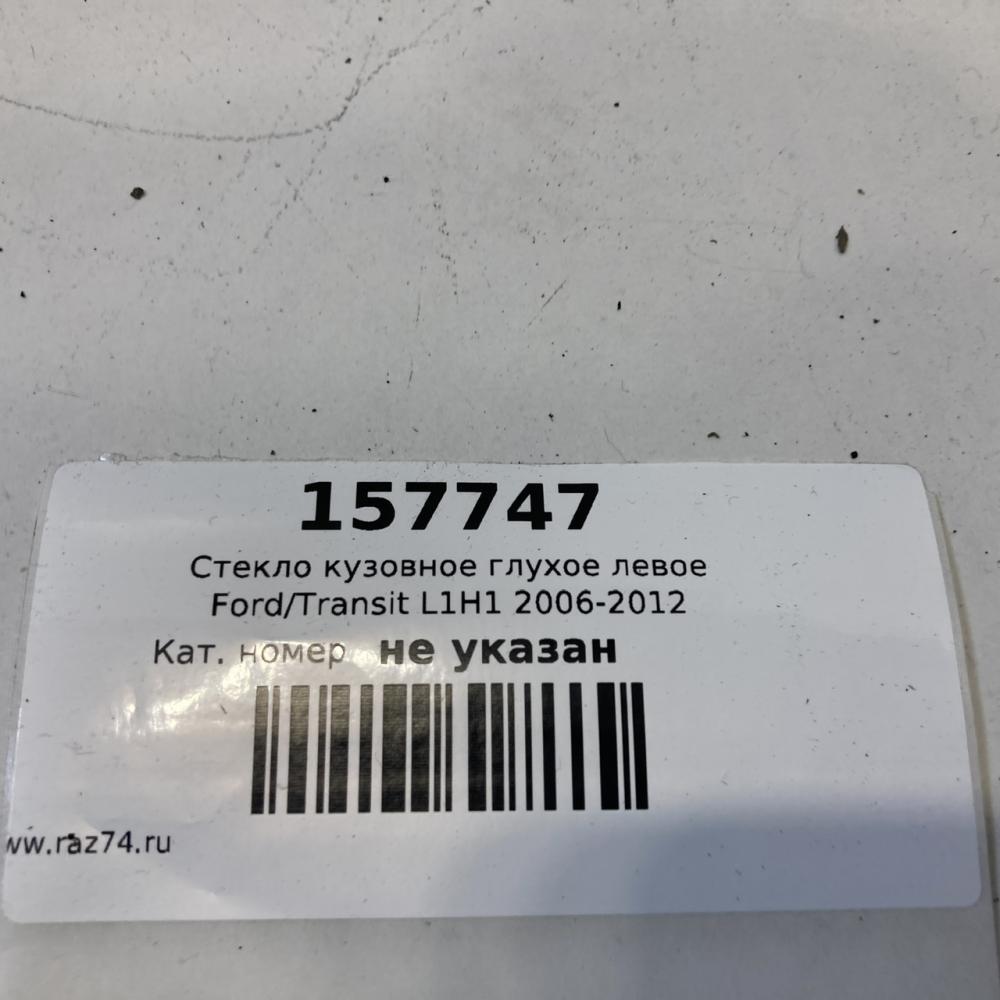 157747
Стекло кузовное глухое левое
Ford/Transit L1H1 2006-2012
Кат. номер не указан
ww.raz74.ru